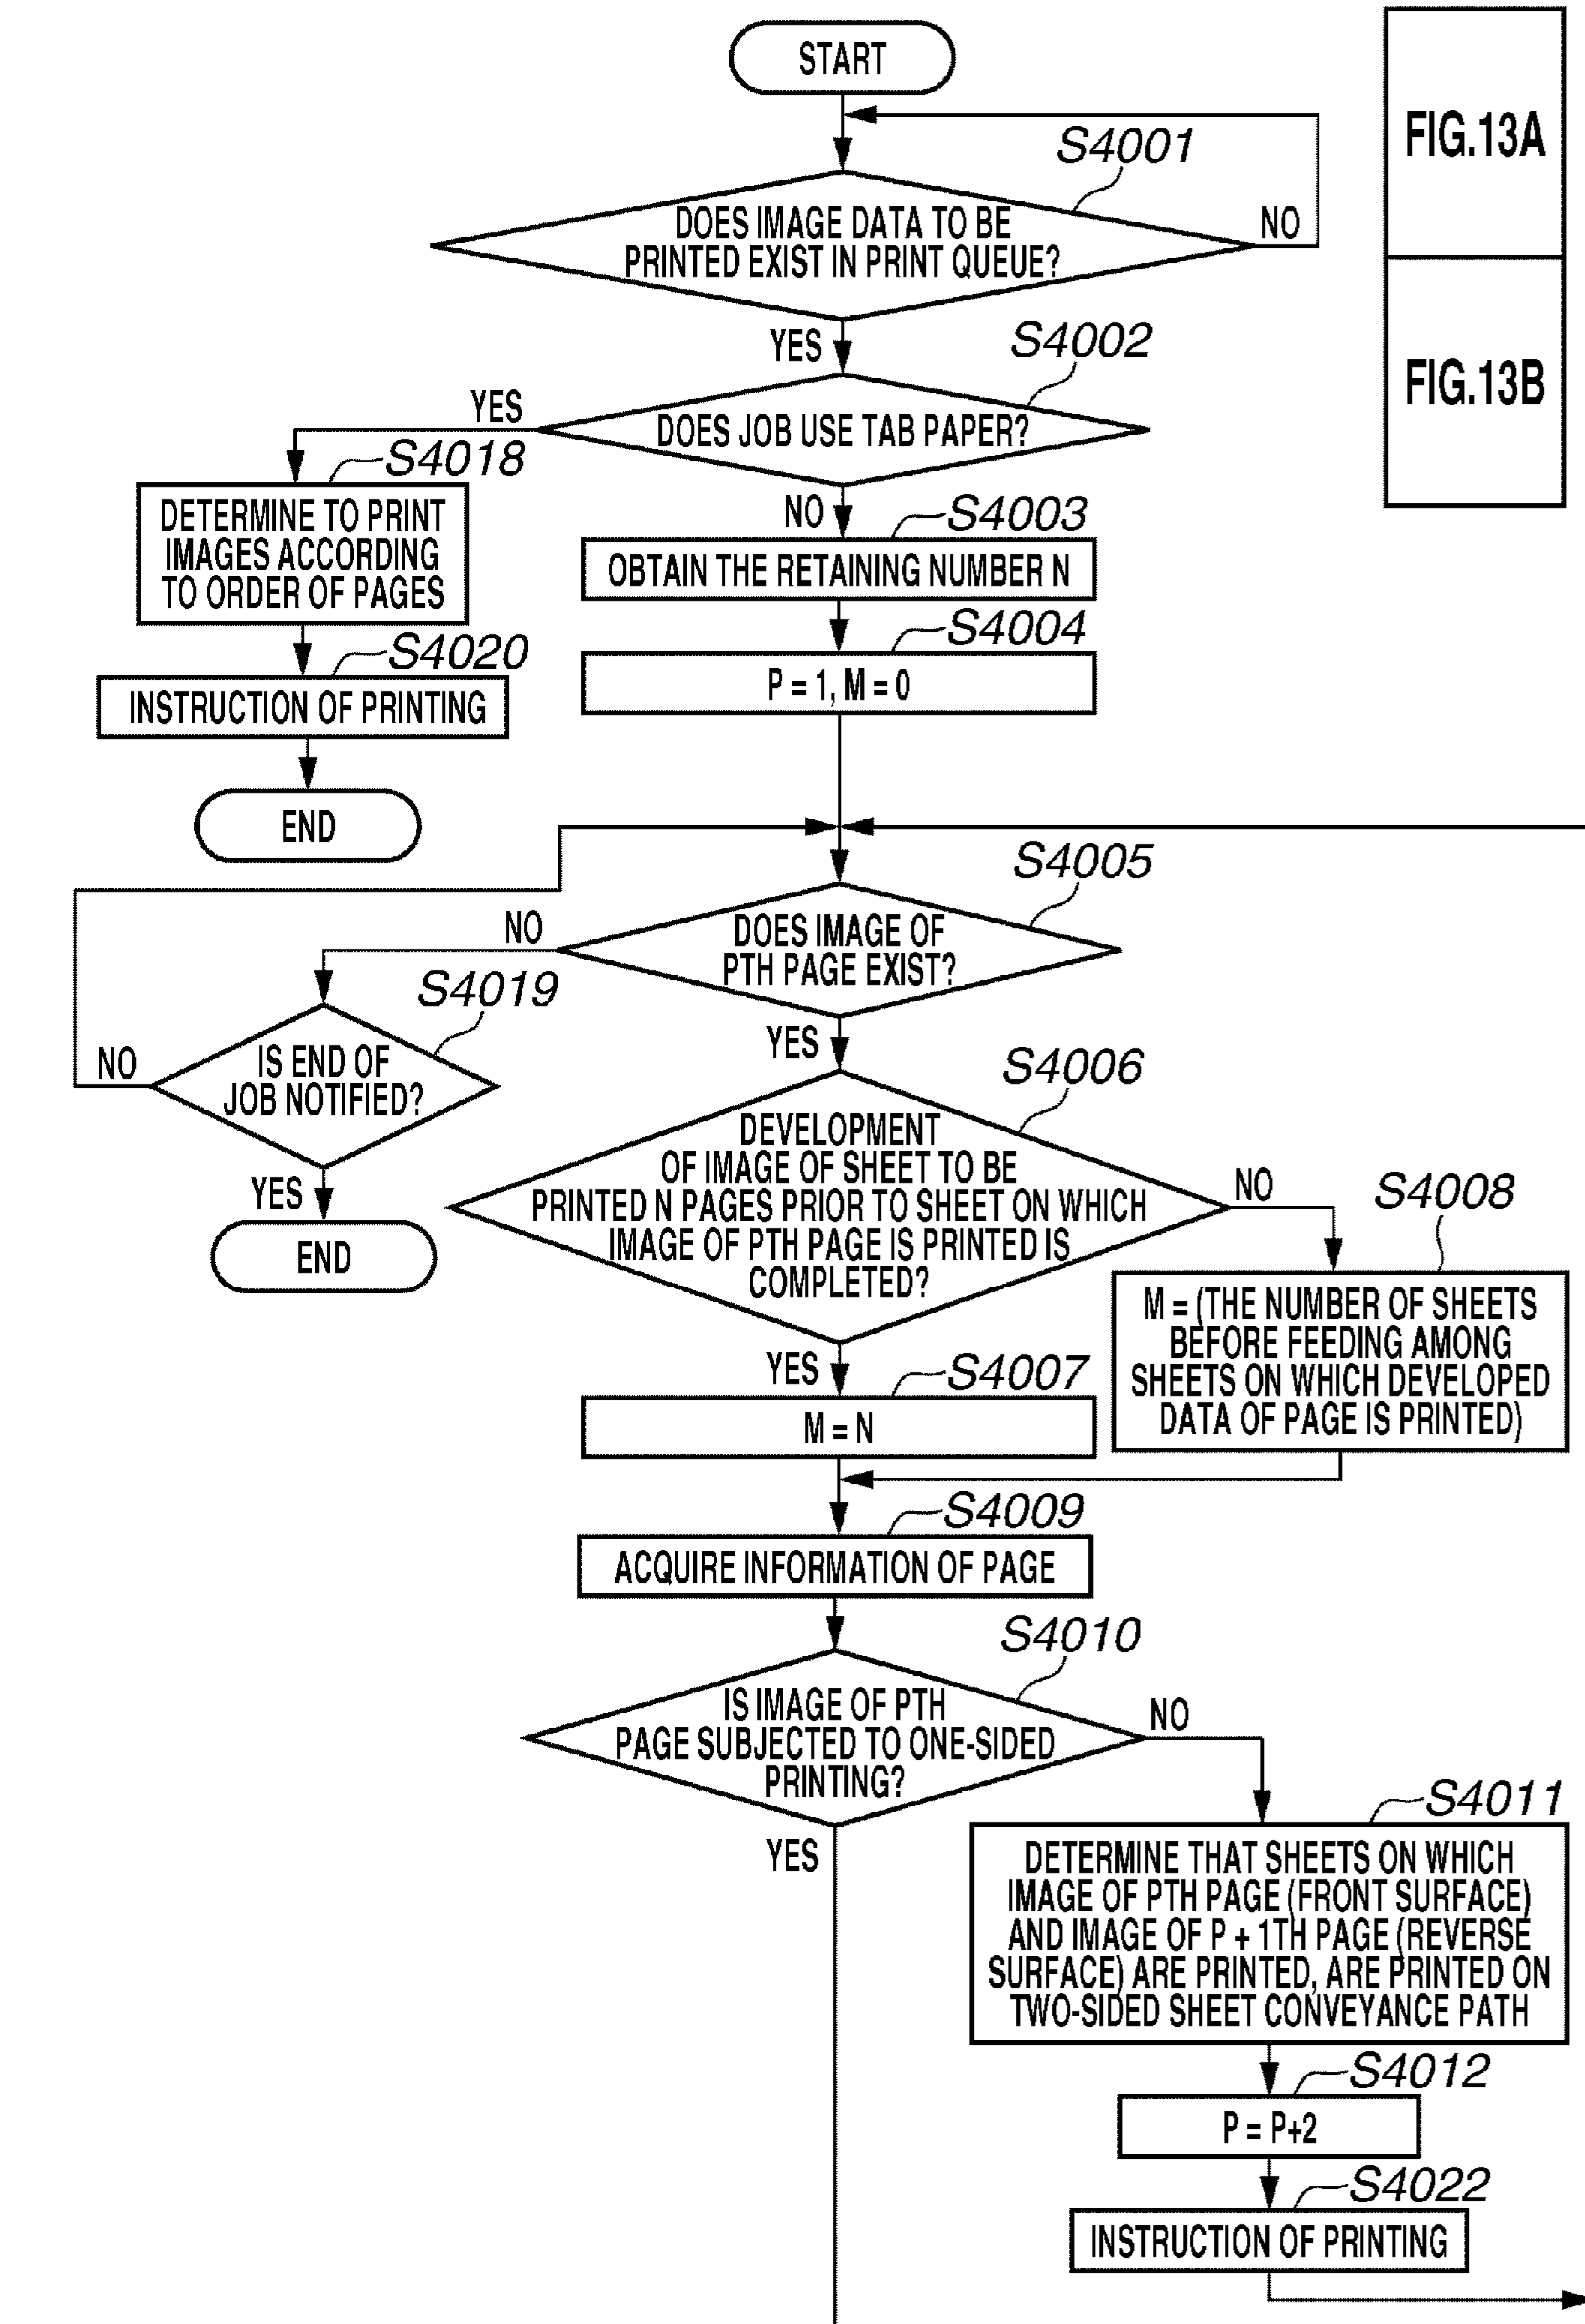 START
FIG.13A
S4001
DOES IMAGE DATA TO BE
PRINTED EXIST IN PRINT QUEUE?
NO
YES
FIG.13B
S4002
YES
DOES JOB USE TAB PAPER?
S4018
NO
S4003
DETERMINE TO PRINT
IMAGES ACCORDING
TO ORDER OF PAGES
OBTAIN THE RETAINING NUMBER N
S4004
S4020
P = 1, M = 0
INSTRUCTION OF PRINTING
END
S4005
NO
DOES IMAGE OF
PTH PAGE EXIST?
S4019
YES
NO
IS END OF
JOB NOTIFIED?
S4006
DEVELOPMENT
OF IMAGE OF SHEET TO BE
PRINTED N PAGES PRIOR TO SHEET ON WHICH
IMAGE OF PTH PAGE IS PRINTED IS
COMPLETED?
NO
S4008
YES
END
M = (THE NUMBER OF SHEETS
BEFORE FEEDING AMONG
SHEETS ON WHICH DEVELOPED
DATA OF PAGE IS PRINTED)
YES
S4007
M = N
S4009
ACQUIRE INFORMATION OF PAGE
S4010
IS IMAGE OF PTH
PAGE SUBJECTED TO ONE-SIDED
PRINTING?
NO
S4011
YES
DETERMINE THAT SHEETS ON WHICH
IMAGE OF PTH PAGE (FRONT SURFACE)
AND IMAGE OF P + 1TH PAGE (REVERSE
SURFACE) ARE PRINTED, ARE PRINTED ON
TWO-SIDED SHEET CONVEYANCE PATH
S4012
P = P+2
S4022
INSTRUCTION OF PRINTING